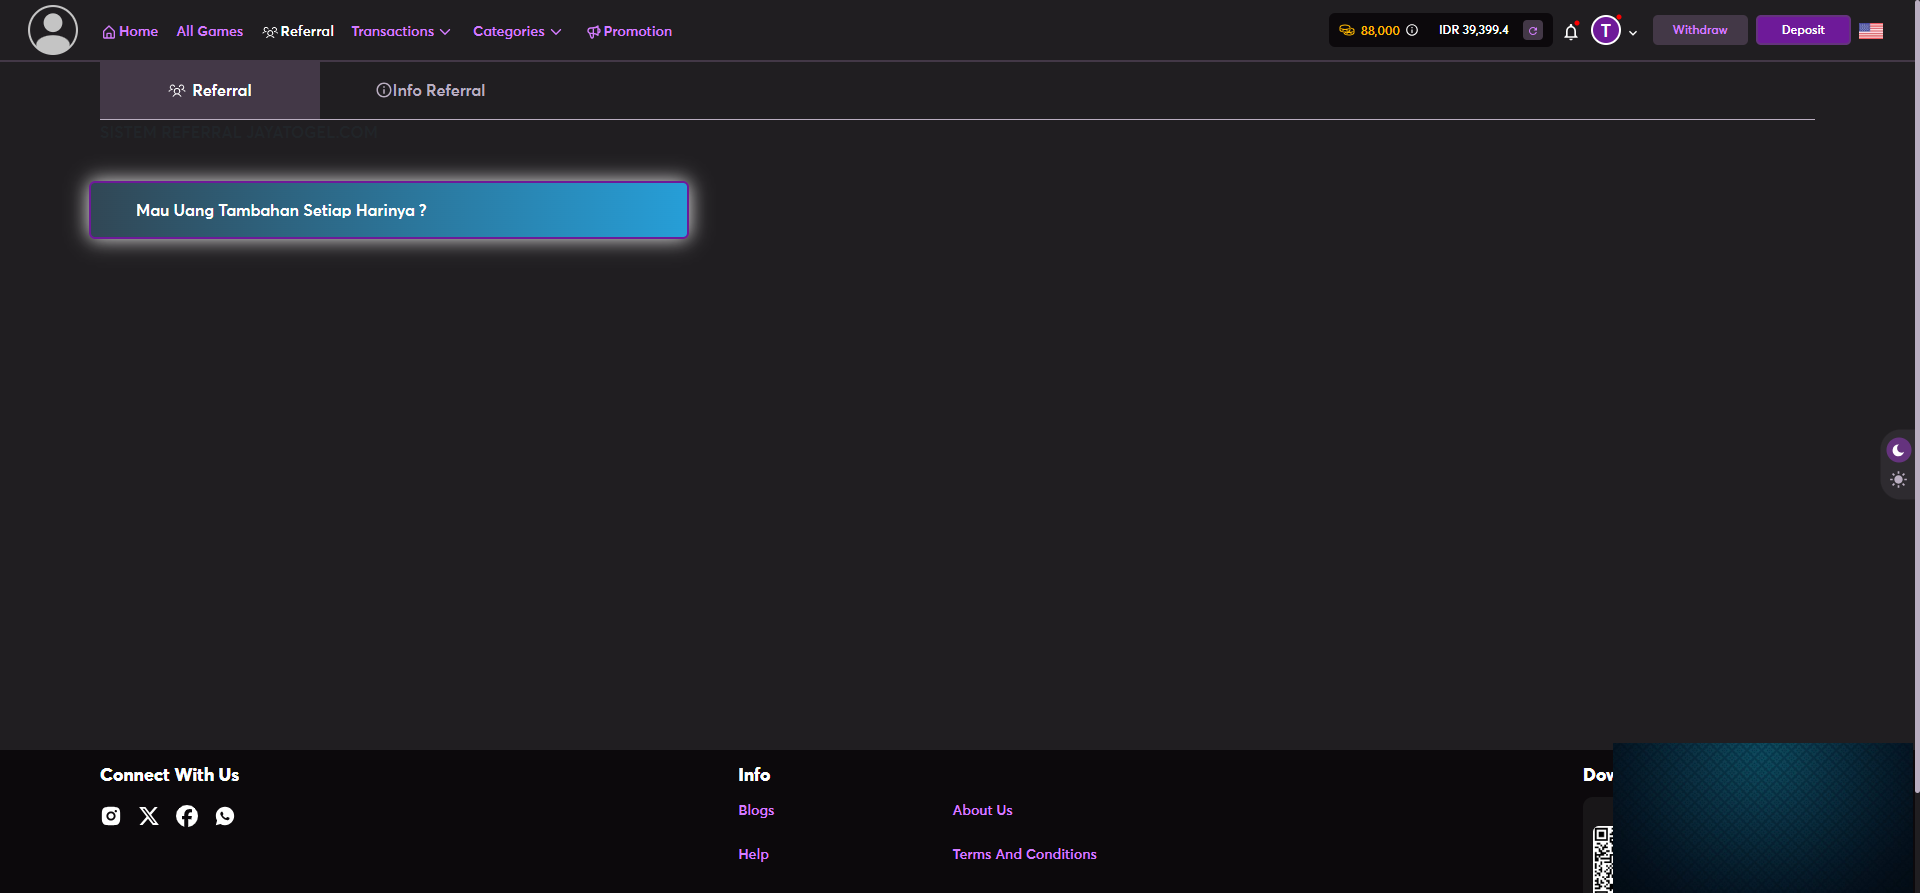 Home
All Games
Referral
Transactions
Categories
Promotion
88,000
IDR 39,399.4
T
Withdraw
Deposit
Referral
Info Referral
SISTEM REFERRAL JAYATOGEL.COM
Mau Uang Tambahan Setiap Harinya ?
Connect With Us
Info
Blogs
About Us
Help
Terms And Conditions